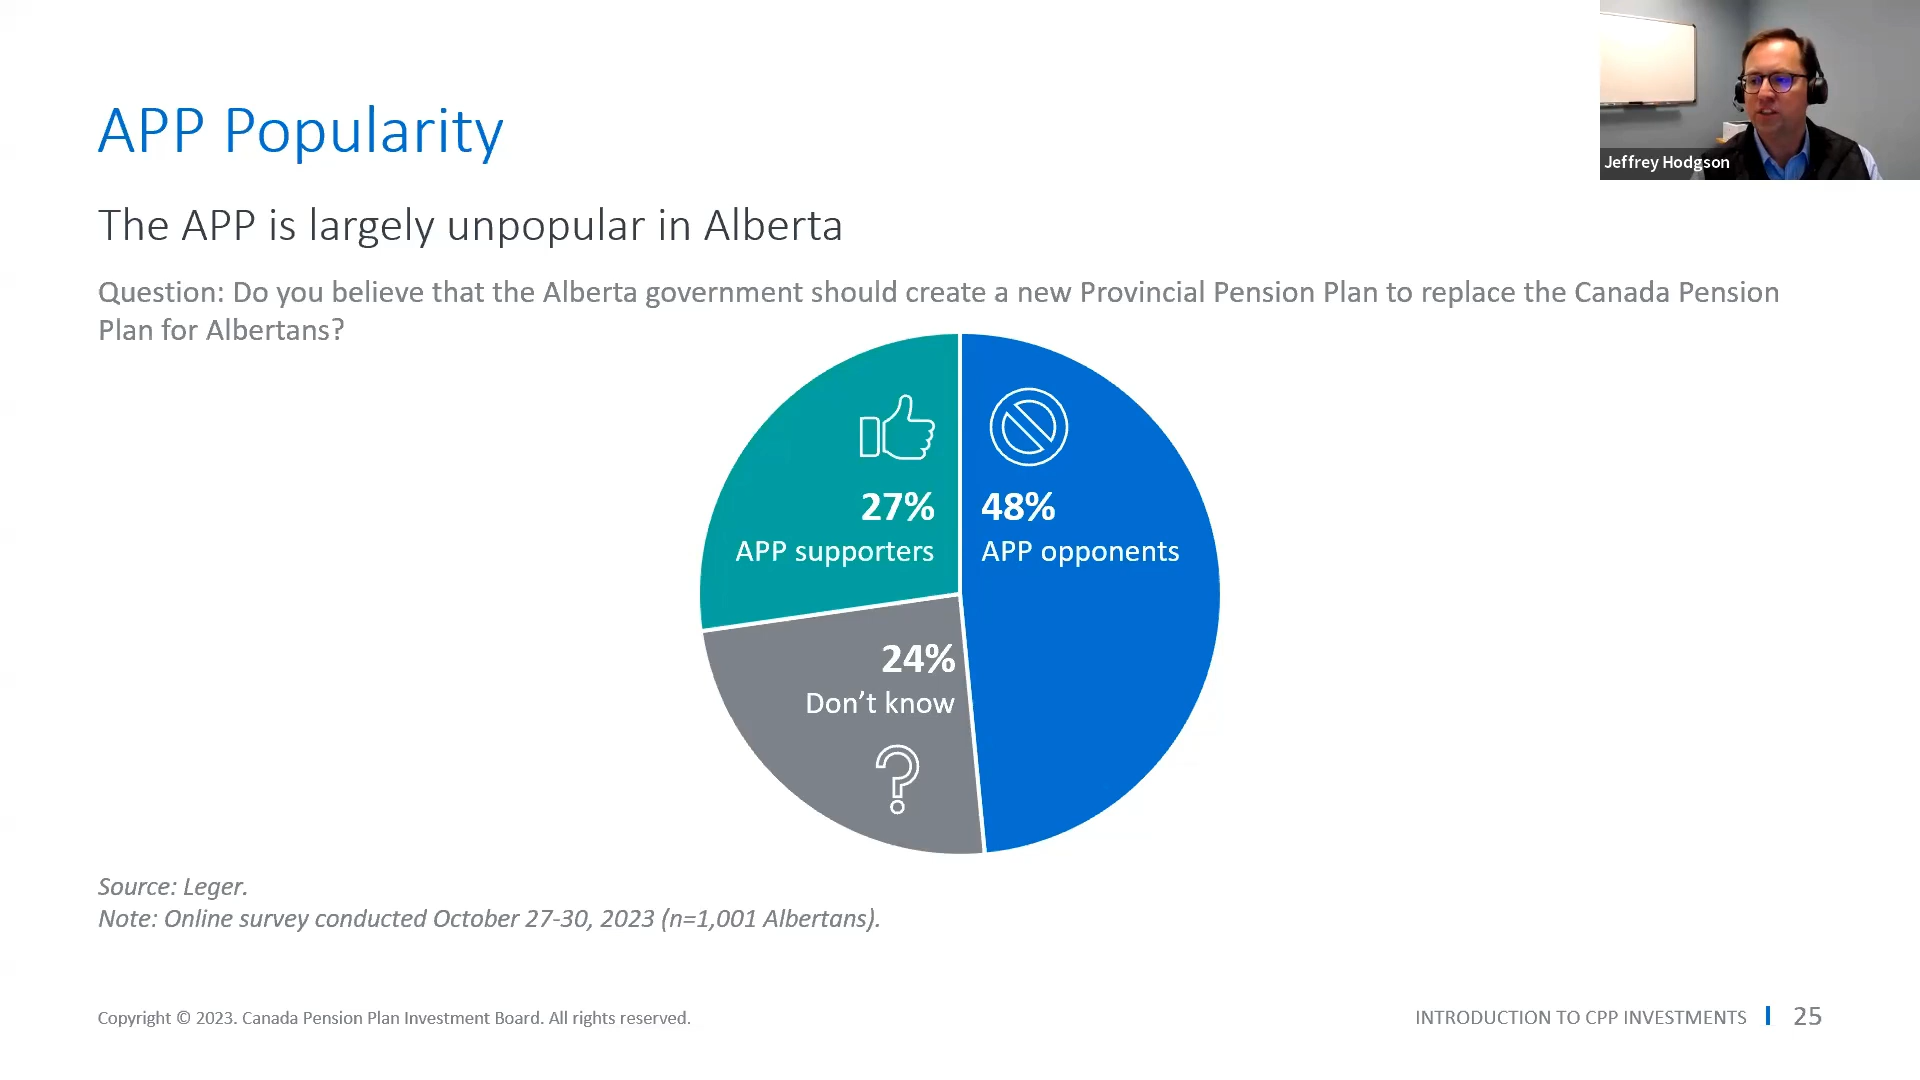 Jeffrey Hodgson
APP Popularity
The APP is largely unpopular in Alberta
Question: Do you believe that the Alberta government should create a new Provincial Pension Plan to replace the Canada Pension
Plan for Albertans?
27%
APP supporters
48%
APP opponents
24%
Don’t know
Source: Leger.
Note: Online survey conducted October 27-30, 2023 (n=1,001 Albertans).
Copyright © 2023. Canada Pension Plan Investment Board. All rights reserved.
INTRODUCTION TO CPP INVESTMENTS
25